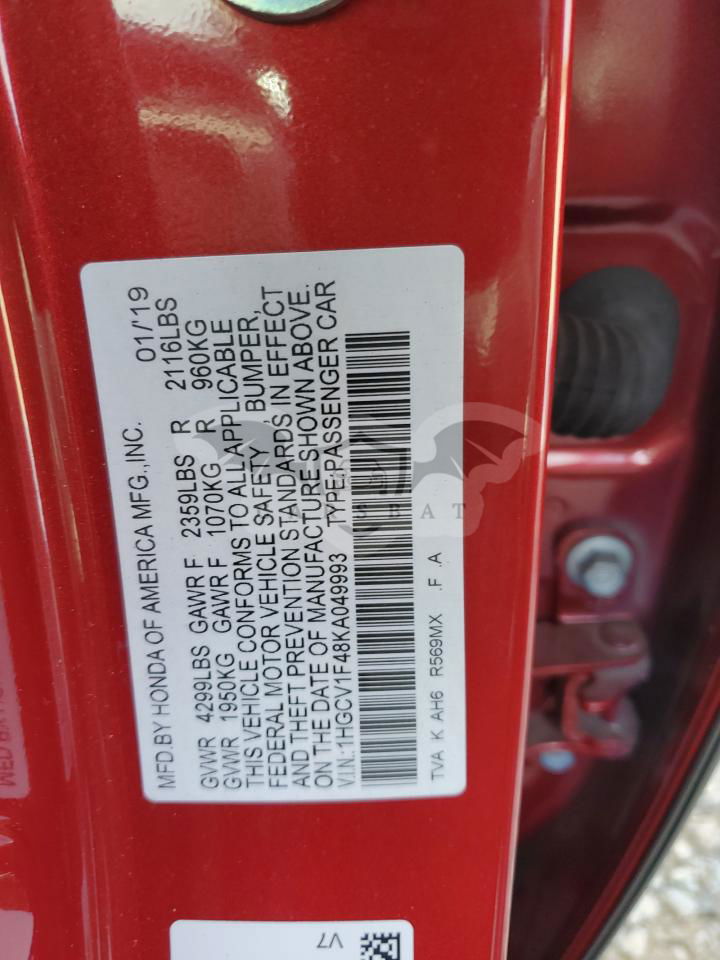 MFD.BY HONDA OF AMERICA MFG.,INC. 01/'19
GVWR 4299LBS GAWR F 2359LBS R 2116LBS
GVWR 1950KG GAWR F 1070KG R 960KG
THIS VEHICLE CONFORMS TO ALL APPLICABLE
FEDERAL MOTOR VEHICLE SAFETY, BUMPER,
AND THEFT PREVENTION STANDARDS IN EFFECT
ON THE DATE OF MANUFACTURE SHOWN ABOVE.
V.I.N.:1HGCV1F48KA049993 TYPE:PASSENGER CAR
TVA K AH6 R569MX .F .A
V7